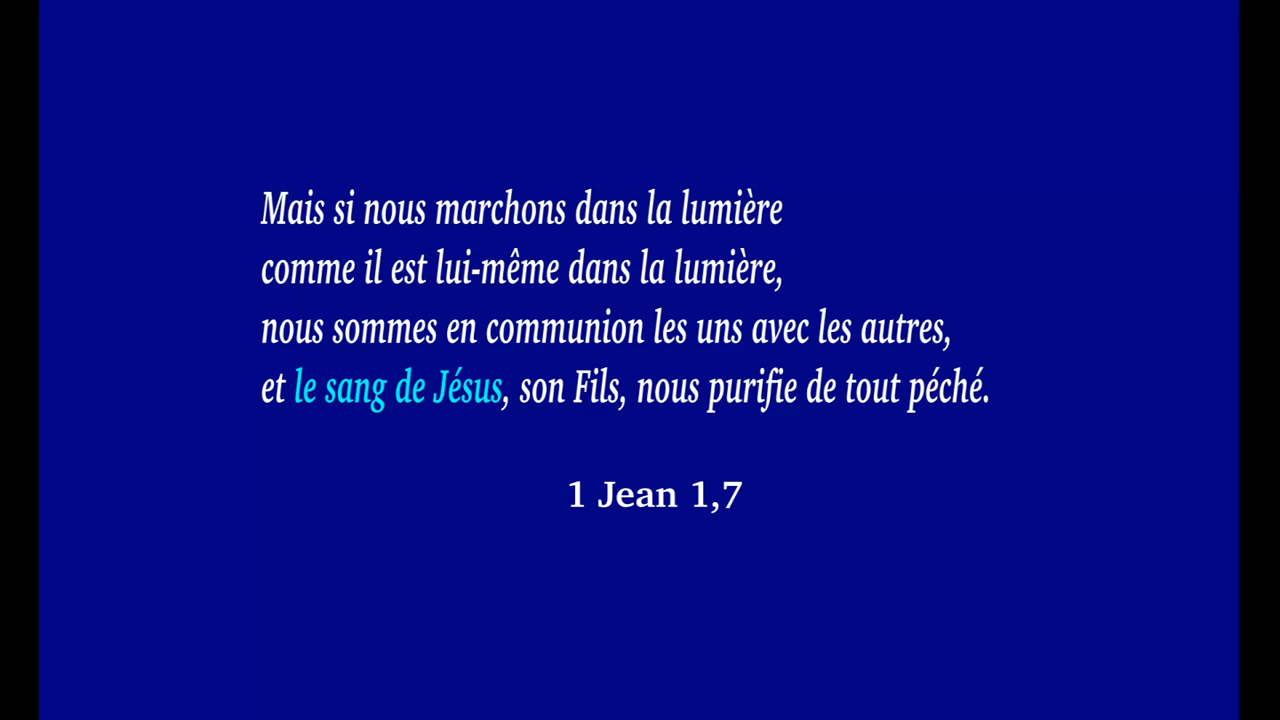 Mais si nous marchons dans la lumière
comme il est lui-même dans la lumière,
nous sommes en communion les uns avec les autres,
et le sang de Jésus, son Fils, nous purifie de tout péché.
1 Jean 1,7